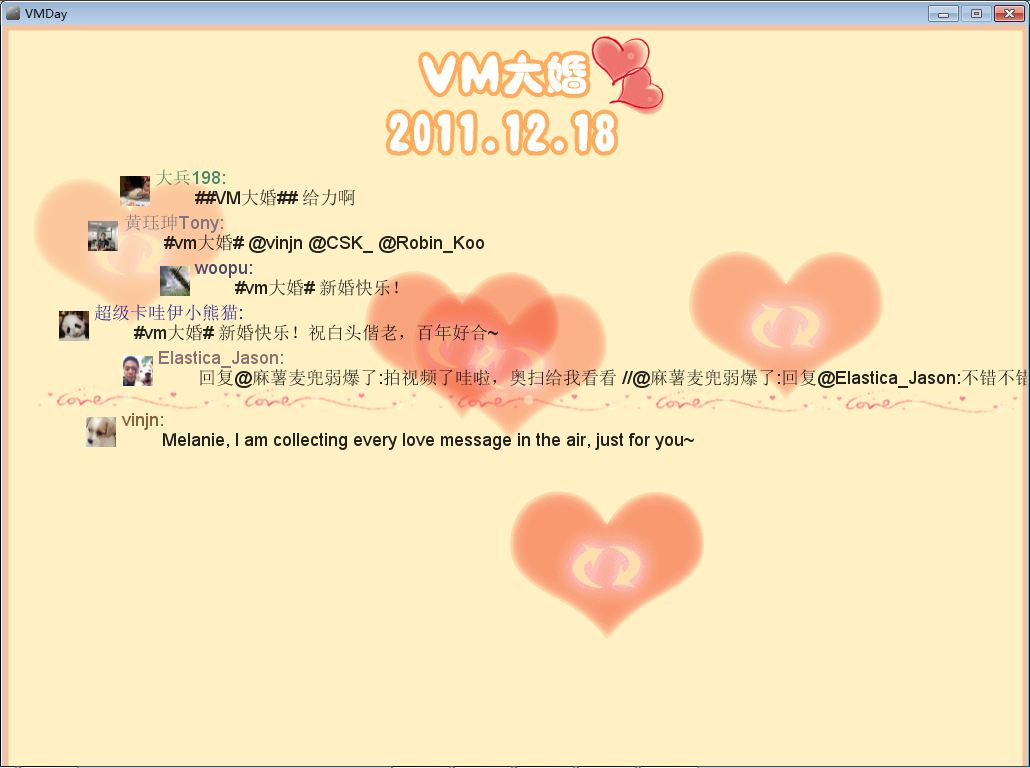 VMDay
VM大婚
2011.12.18
大兵198:
##VM大婚## 给力啊
黄珏珅Tony:
#vm大婚# @vinjn @CSK_ @Robin_Koo
woopu:
#vm大婚# 新婚快乐！
超级卡哇伊小熊猫:
#vm大婚# 新婚快乐！祝白头偕老，百年好合~
Elastica_Jason:
回复@麻薯麦兜弱爆了:拍视频了哇啦，奥扫给我看看 //@麻薯麦兜弱爆了:回复@Elastica_Jason:不错不错
Love Love Love Love Love
vinjn:
Melanie, I am collecting every love message in the air, just for you~